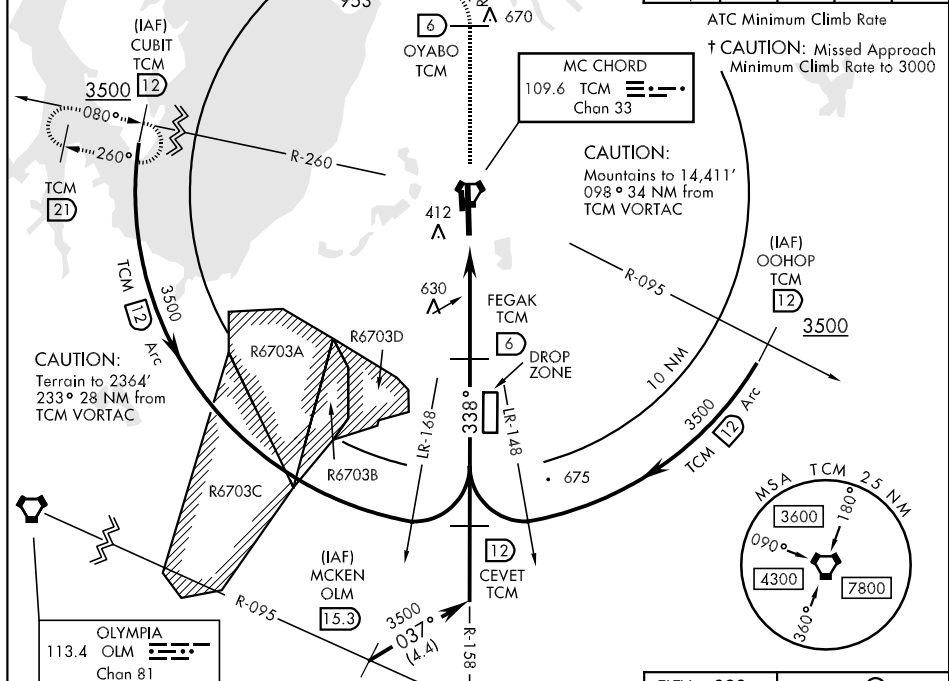 953
6
OYABO
TCM
670
ATC Minimum Climb Rate
† CAUTION: Missed Approach
Minimum Climb Rate to 3000
(IAF)
CUBIT
TCM
12
3500
080°
260°
TCM
21
R-260
MC CHORD
109.6 TCM
Chan 33
CAUTION:
Mountains to 14,411'
098° 34 NM from
TCM VORTAC
412
630
(IAF)
OOHOP
TCM
12
3500
R-095
FEGAK
TCM
6
DROP
ZONE
TCM 12 Arc
3500
R6703A
R6703D
R6703B
R6703C
CAUTION:
Terrain to 2364'
233° 28 NM from
TCM VORTAC
LR-168
338°
LR-148
10 NM
3500
TCM 12 Arc
675
MSA TCM 25 NM
3600
180°
090°
4300
7800
360°
12
CEVET
TCM
(IAF)
MCKEN
OLM
15.3
R-095
3500
037°
(4.4)
R-158
OLYMPIA
113.4 OLM
Chan 81